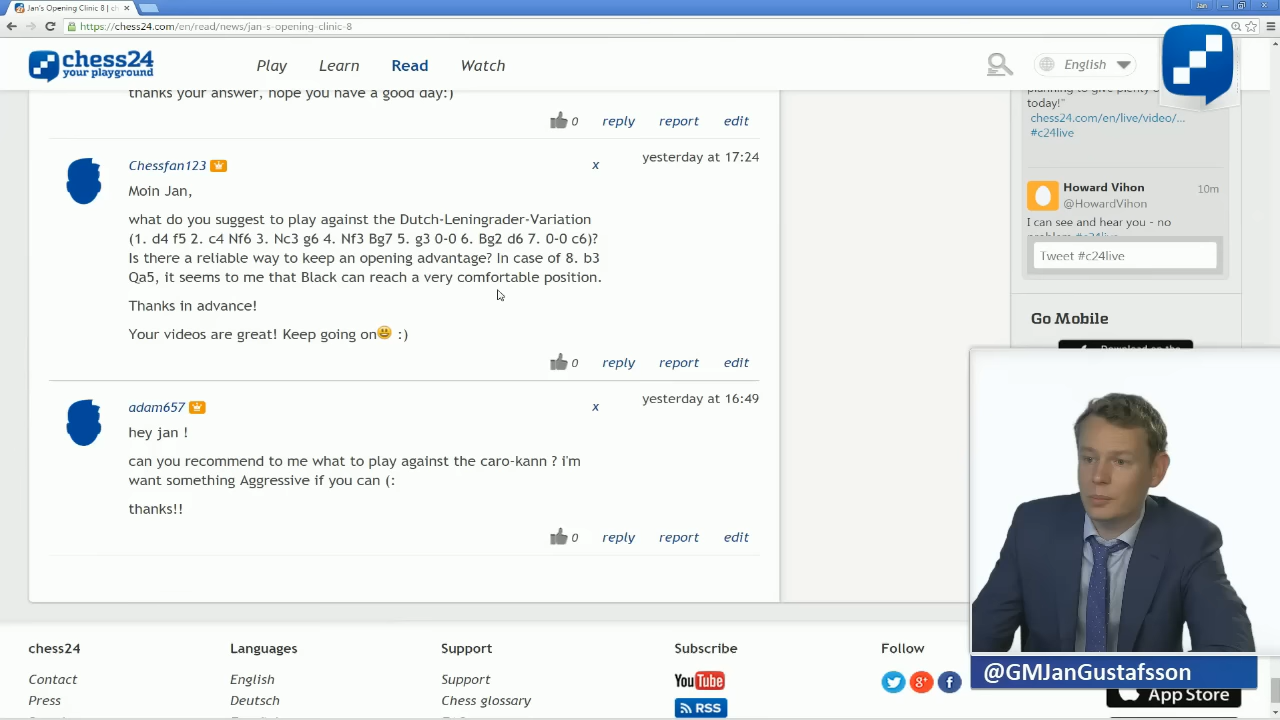 Jan's Opening Clinic 8 | ch
Jan
https://chess24.com/en/read/news/jan-s-opening-clinic-8
chess24
your playground
Play
Learn
Read
Watch
English
thanks your answer, hope you have a good day:)
0
reply
report
edit
Chessfan123
x
yesterday at 17:24
Moin Jan,
what do you suggest to play against the Dutch-Leningrader-Variation
(1. d4 f5 2. c4 Nf6 3. Nc3 g6 4. Nf3 Bg7 5. g3 0-0 6. Bg2 d6 7. 0-0 c6)?
Is there a reliable way to keep an opening advantage? In case of 8. b3
Qa5, it seems to me that Black can reach a very comfortable position.
Thanks in advance!
Your videos are great! Keep going on😃 :)
0
reply
report
edit
adam657
x
yesterday at 16:49
hey jan !
can you recommend to me what to play against the caro-kann ? i'm
want something Aggressive if you can (:
thanks!!
0
reply
report
edit
planning to give plenty
today!"
chess24.com/en/live/video/...
#c24live
Howard Vihon
10m
@HowardVihon
I can see and hear you - no
Tweet #c24live
Go Mobile
Download on the
App Store
@GMJanGustafsson
chess24
Contact
Press
Languages
English
Deutsch
Support
Support
Chess glossary
Subscribe
YouTube
RSS
Follow